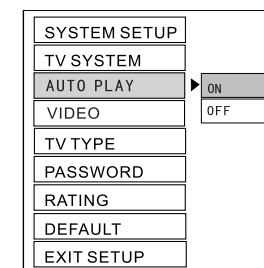 SYSTEM SETUP
TV SYSTEM
AUTO PLAY
ON
VIDEO
OFF
TV TYPE
PASSWORD
RATING
DEFAULT
EXIT SETUP